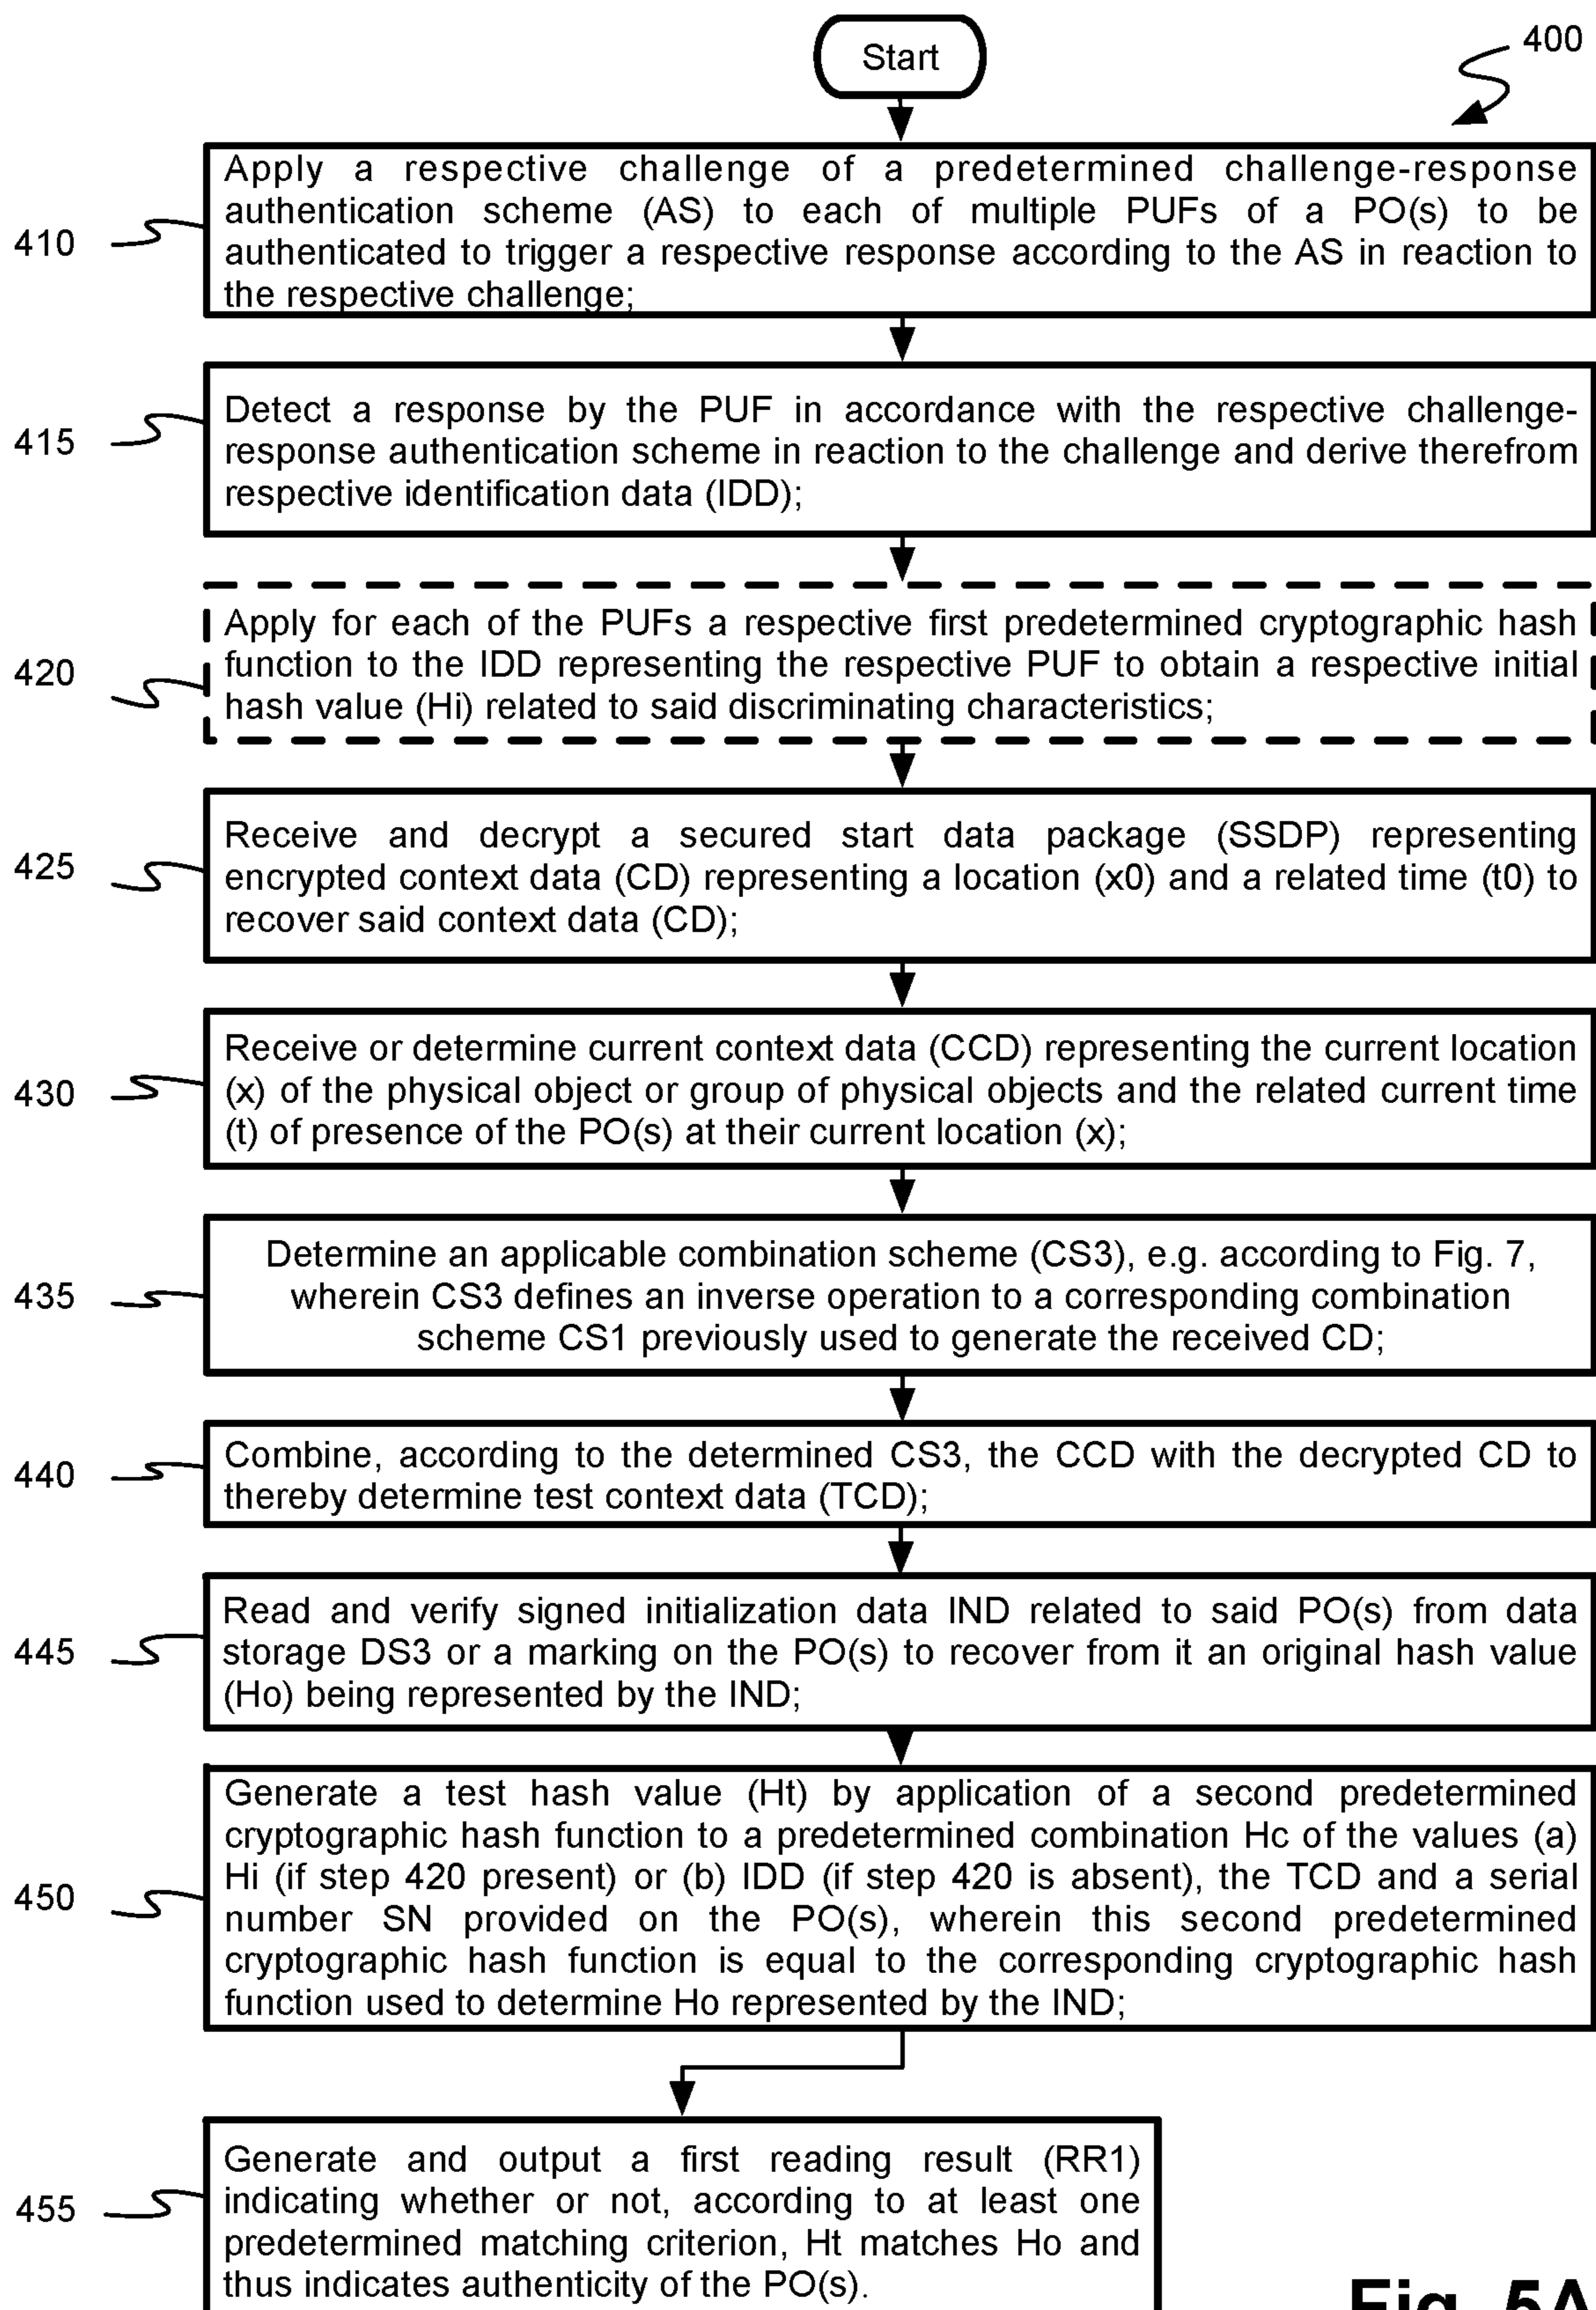 Start
400
410
Apply a respective challenge of a predetermined challenge-response
authentication scheme (AS) to each of multiple PUFs of a PO(s) to be
authenticated to trigger a respective response according to the AS in reaction to
the respective challenge;
415
Detect a response by the PUF in accordance with the respective challenge-
response authentication scheme in reaction to the challenge and derive therefrom
respective identification data (IDD);
420
Apply for each of the PUFs a respective first predetermined cryptographic hash
function to the IDD representing the respective PUF to obtain a respective initial
hash value (Hi) related to said discriminating characteristics;
425
Receive and decrypt a secured start data package (SSDP) representing
encrypted context data (CD) representing a location (x0) and a related time (t0) to
recover said context data (CD);
430
Receive or determine current context data (CCD) representing the current location
(x) of the physical object or group of physical objects and the related current time
(t) of presence of the PO(s) at their current location (x);
435
Determine an applicable combination scheme (CS3), e.g. according to Fig. 7,
wherein CS3 defines an inverse operation to a corresponding combination
scheme CS1 previously used to generate the received CD;
440
Combine, according to the determined CS3, the CCD with the decrypted CD to
thereby determine test context data (TCD);
445
Read and verify signed initialization data IND related to said PO(s) from data
storage DS3 or a marking on the PO(s) to recover from it an original hash value
(Ho) being represented by the IND;
450
Generate a test hash value (Ht) by application of a second predetermined
cryptographic hash function to a predetermined combination Hc of the values (a)
Hi (if step 420 present) or (b) IDD (if step 420 is absent), the TCD and a serial
number SN provided on the PO(s), wherein this second predetermined
cryptographic hash function is equal to the corresponding cryptographic hash
function used to determine Ho represented by the IND;
455
Generate and output a first reading result (RR1)
indicating whether or not, according to at least one
predetermined matching criterion, Ht matches Ho and
thus indicates authenticity of the PO(s).
Fig. 5A